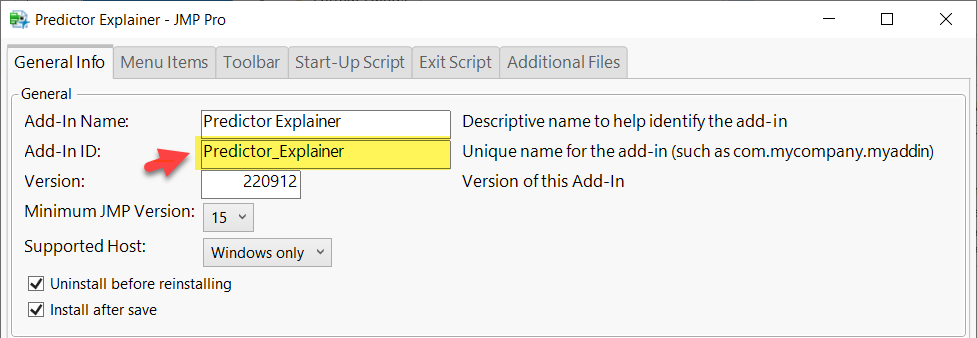 Predictor Explainer - JMP Pro
General Info Menu Items Toolbar Start-Up Script Exit Script Additional Files
General
Add-In Name: Predictor Explainer Descriptive name to help identify the add-in
Add-In ID: Predictor_Explainer Unique name for the add-in (such as com.mycompany.myaddin)
Version: 220912 Version of this Add-In
Minimum JMP Version: 15
Supported Host: Windows only
Uninstall before reinstalling
Install after save